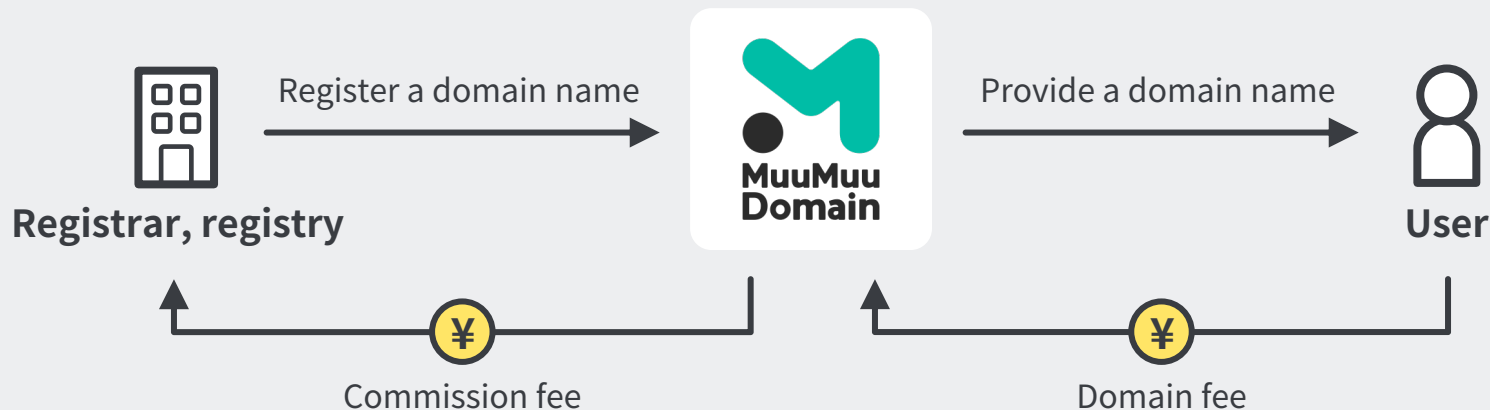 Register a domain name
Provide a domain name
MuuMuu
Domain
Registrar, registry
User
¥
¥
Commission fee
Domain fee